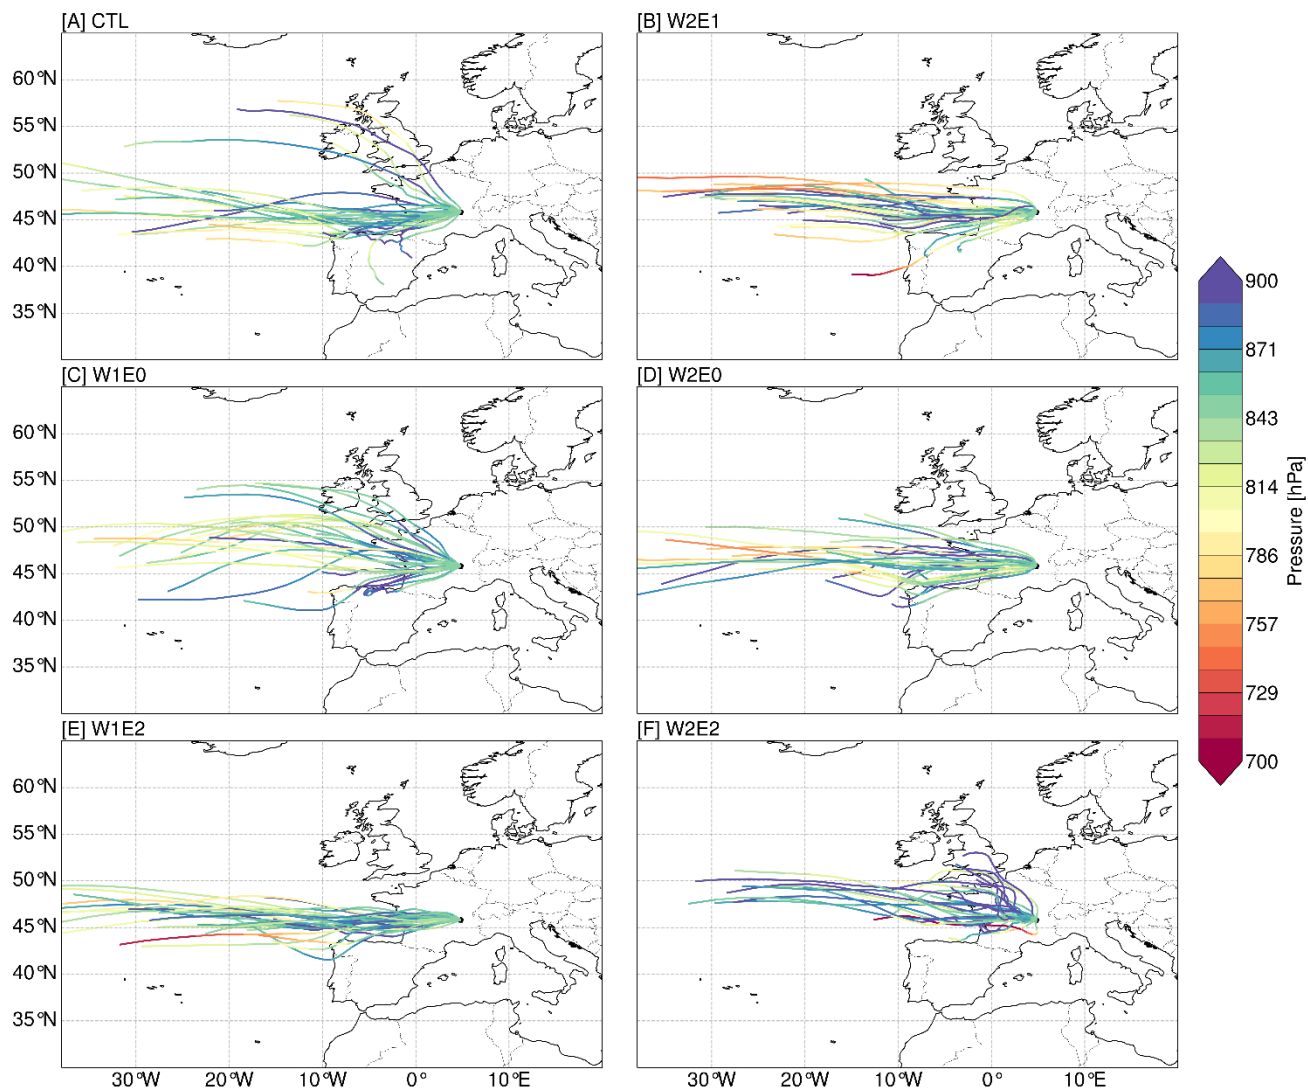 [A] CTL
[B] W2E1
60°N
55°N
50°N
45°N
40°N
35°N
[C] W1E0
[D] W2E0
60°N
55°N
50°N
45°N
40°N
35°N
[E] W1E2
[F] W2E2
60°N
55°N
50°N
45°N
40°N
35°N
30°W 20°W 10°W 0° 10°E
30°W 20°W 10°W 0° 10°E
900
871
843
814
786
757
729
700
Pressure [hPa]